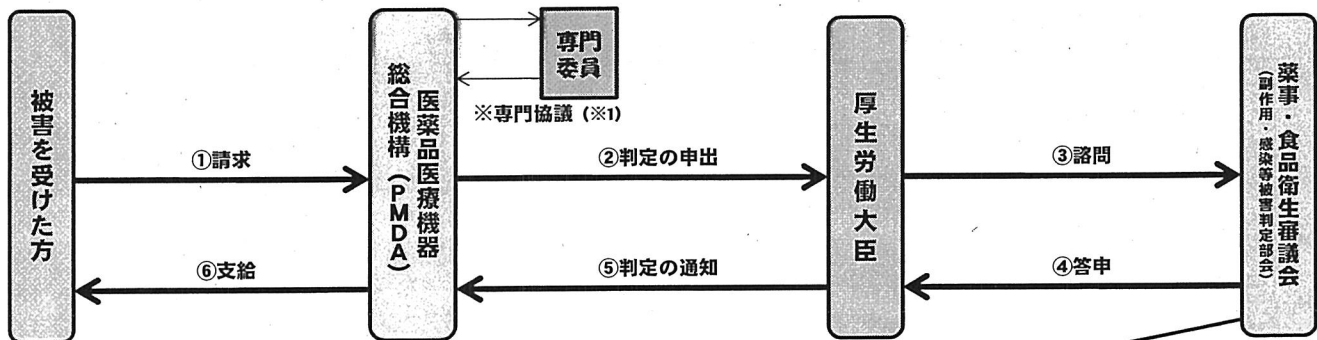 被害を受けた方
①請求
⑥支給
医薬品医療機器
総合機構(PMDA)
専門
委員
※専門協議(※1)
②判定の申出
⑤判定の通知
厚生労働大臣
③諮問
④答申
薬事・食品衛生審議会
(副作用・感染等被害判定部会)